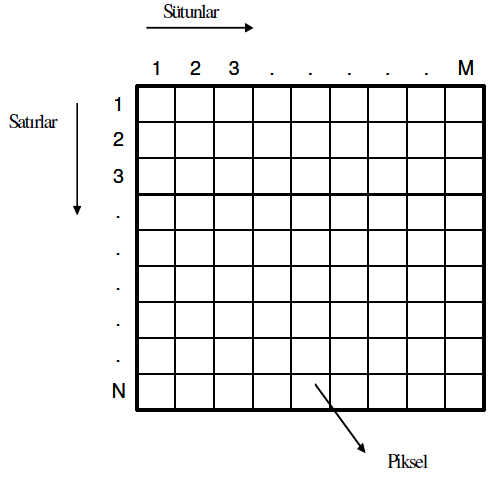 Sütunlar
1 2 3 . . . . . M
Satırlar
1
2
3
.
.
.
.
.
N
Piksel